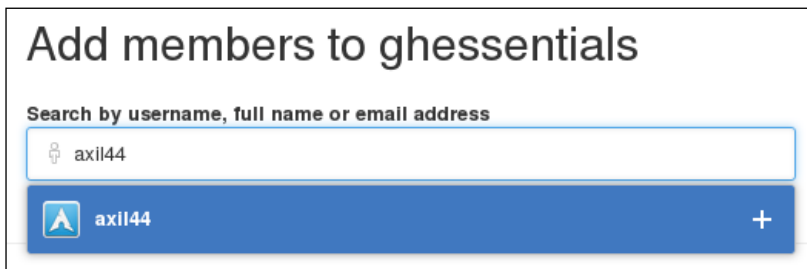 Add members to ghessentials
Search by username, full name or email address
axil44
axil44